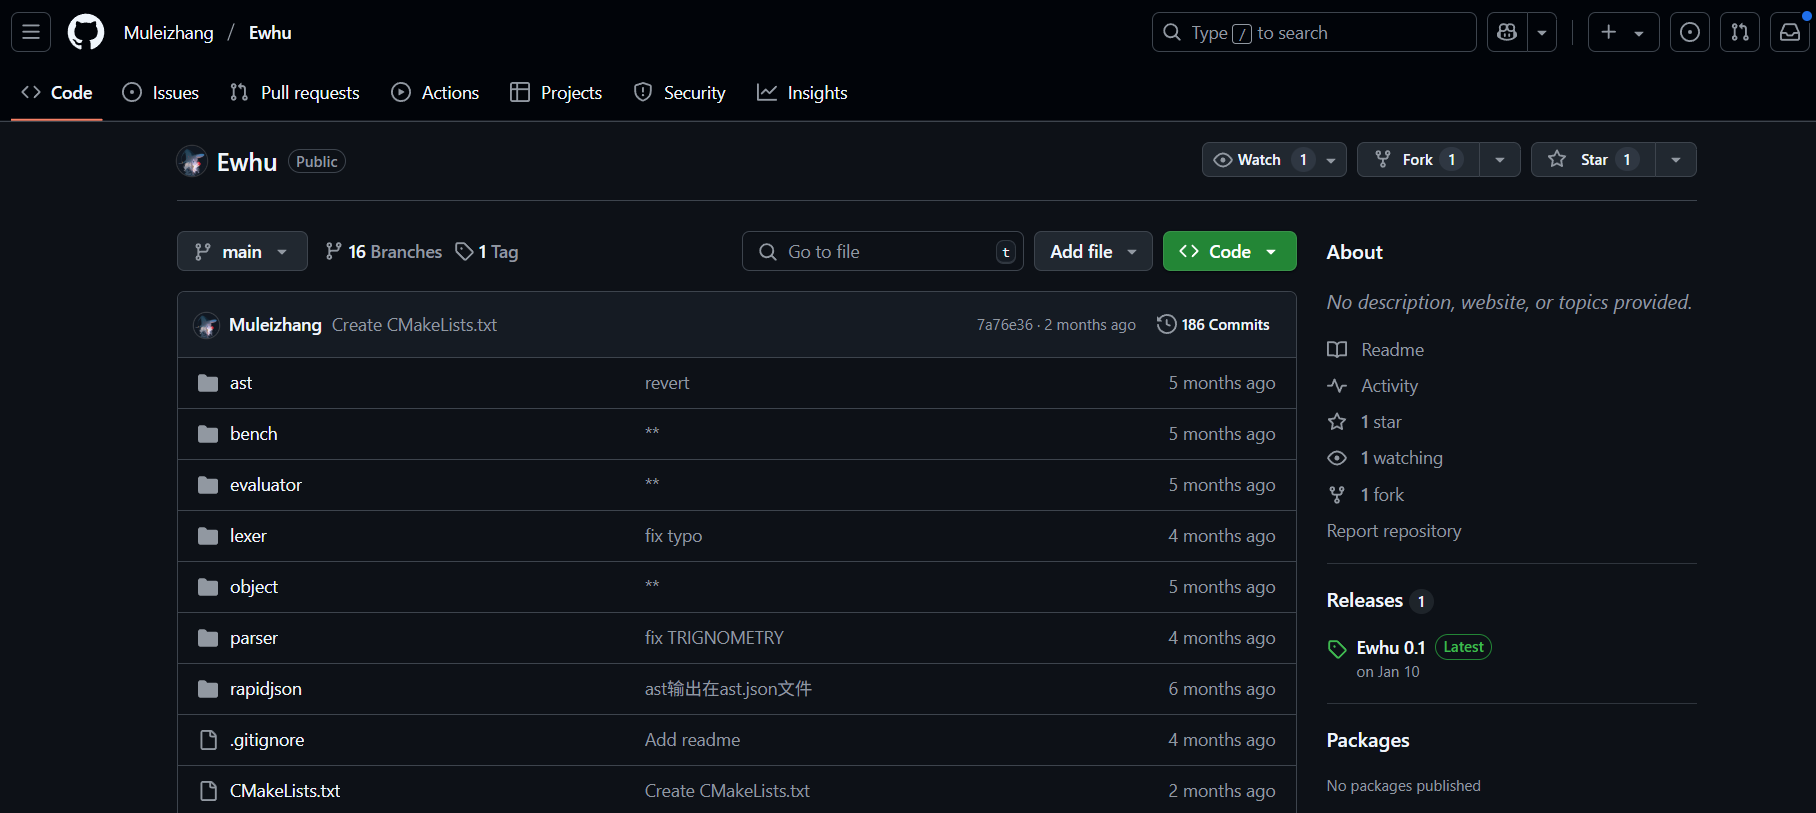 Muleizhang / Ewhu
Type / to search
Code
Issues
Pull requests
Actions
Projects
Security
Insights
Ewhu Public
Watch 1
Fork 1
Star 1
main
16 Branches
1 Tag
Go to file t
Add file
Code
Muleizhang Create CMakeLists.txt 7a76e36 · 2 months ago 186 Commits
ast revert 5 months ago
bench ** 5 months ago
evaluator ** 5 months ago
lexer fix typo 4 months ago
object ** 5 months ago
parser fix TRIGNOMETRY 4 months ago
rapidjson ast输出在ast.json文件 6 months ago
.gitignore Add readme 4 months ago
CMakeLists.txt Create CMakeLists.txt 2 months ago
About
No description, website, or topics provided.
Readme
Activity
1 star
1 watching
1 fork
Report repository
Releases 1
Ewhu 0.1 Latest
on Jan 10
Packages
No packages published